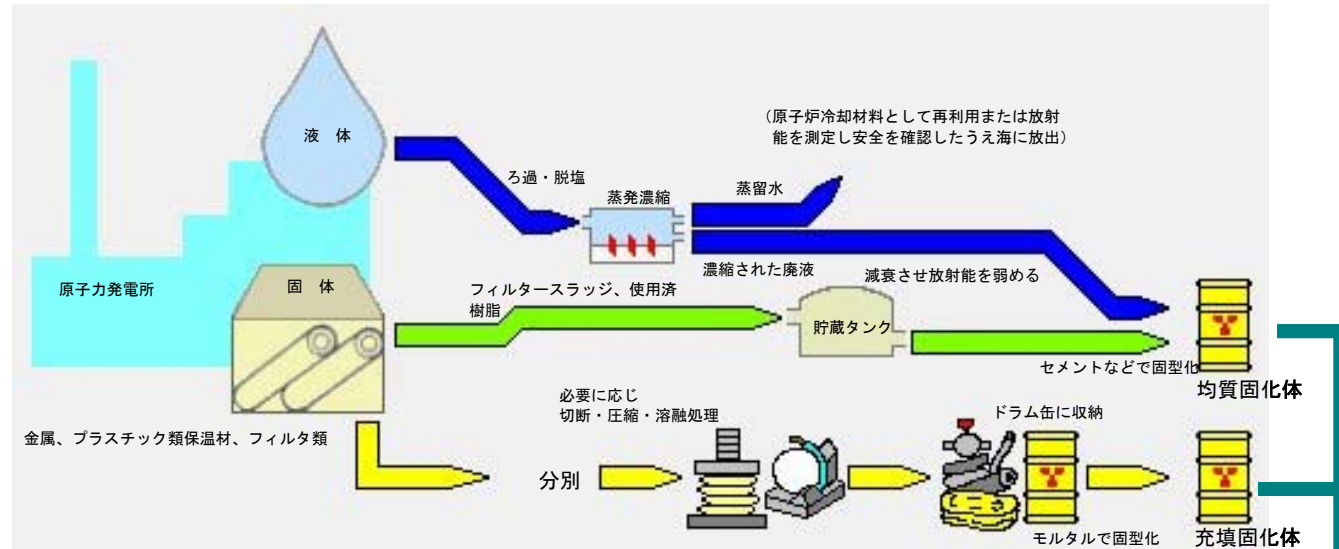 （原子炉冷却材料として再利用または放射
能を測定し安全を確認したうえ海に放出）
液　体
ろ過・脱塩
蒸発濃縮
蒸留水
濃縮された廃液
減衰させ放射能を弱める
原子力発電所
固　体
フィルタースラッジ、使用済
樹脂
貯蔵タンク
セメントなどで固型化
均質固化体
金属、プラスチック類保温材、フィルタ類
必要に応じ
切断・圧縮・溶融処理
ドラム缶に収納
分別
モルタルで固型化
充填固化体